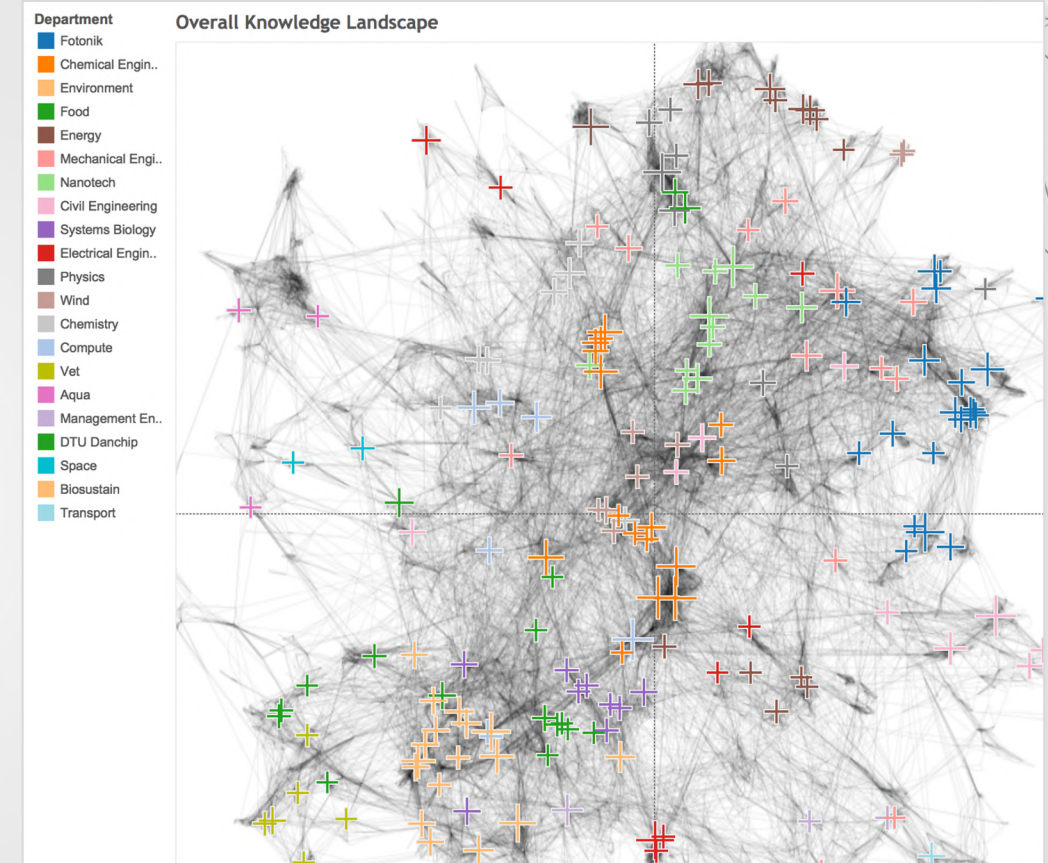 Department
Overall Knowledge Landscape
Fotonik
Chemical Engin..
Environment
Food
Energy
Mechanical Engi..
Nanotech
Civil Engineering
Systems Biology
Electrical Engin..
Physics
Wind
Chemistry
Compute
Vet
Aqua
Management En..
DTU Danchip
Space
Biosustain
Transport